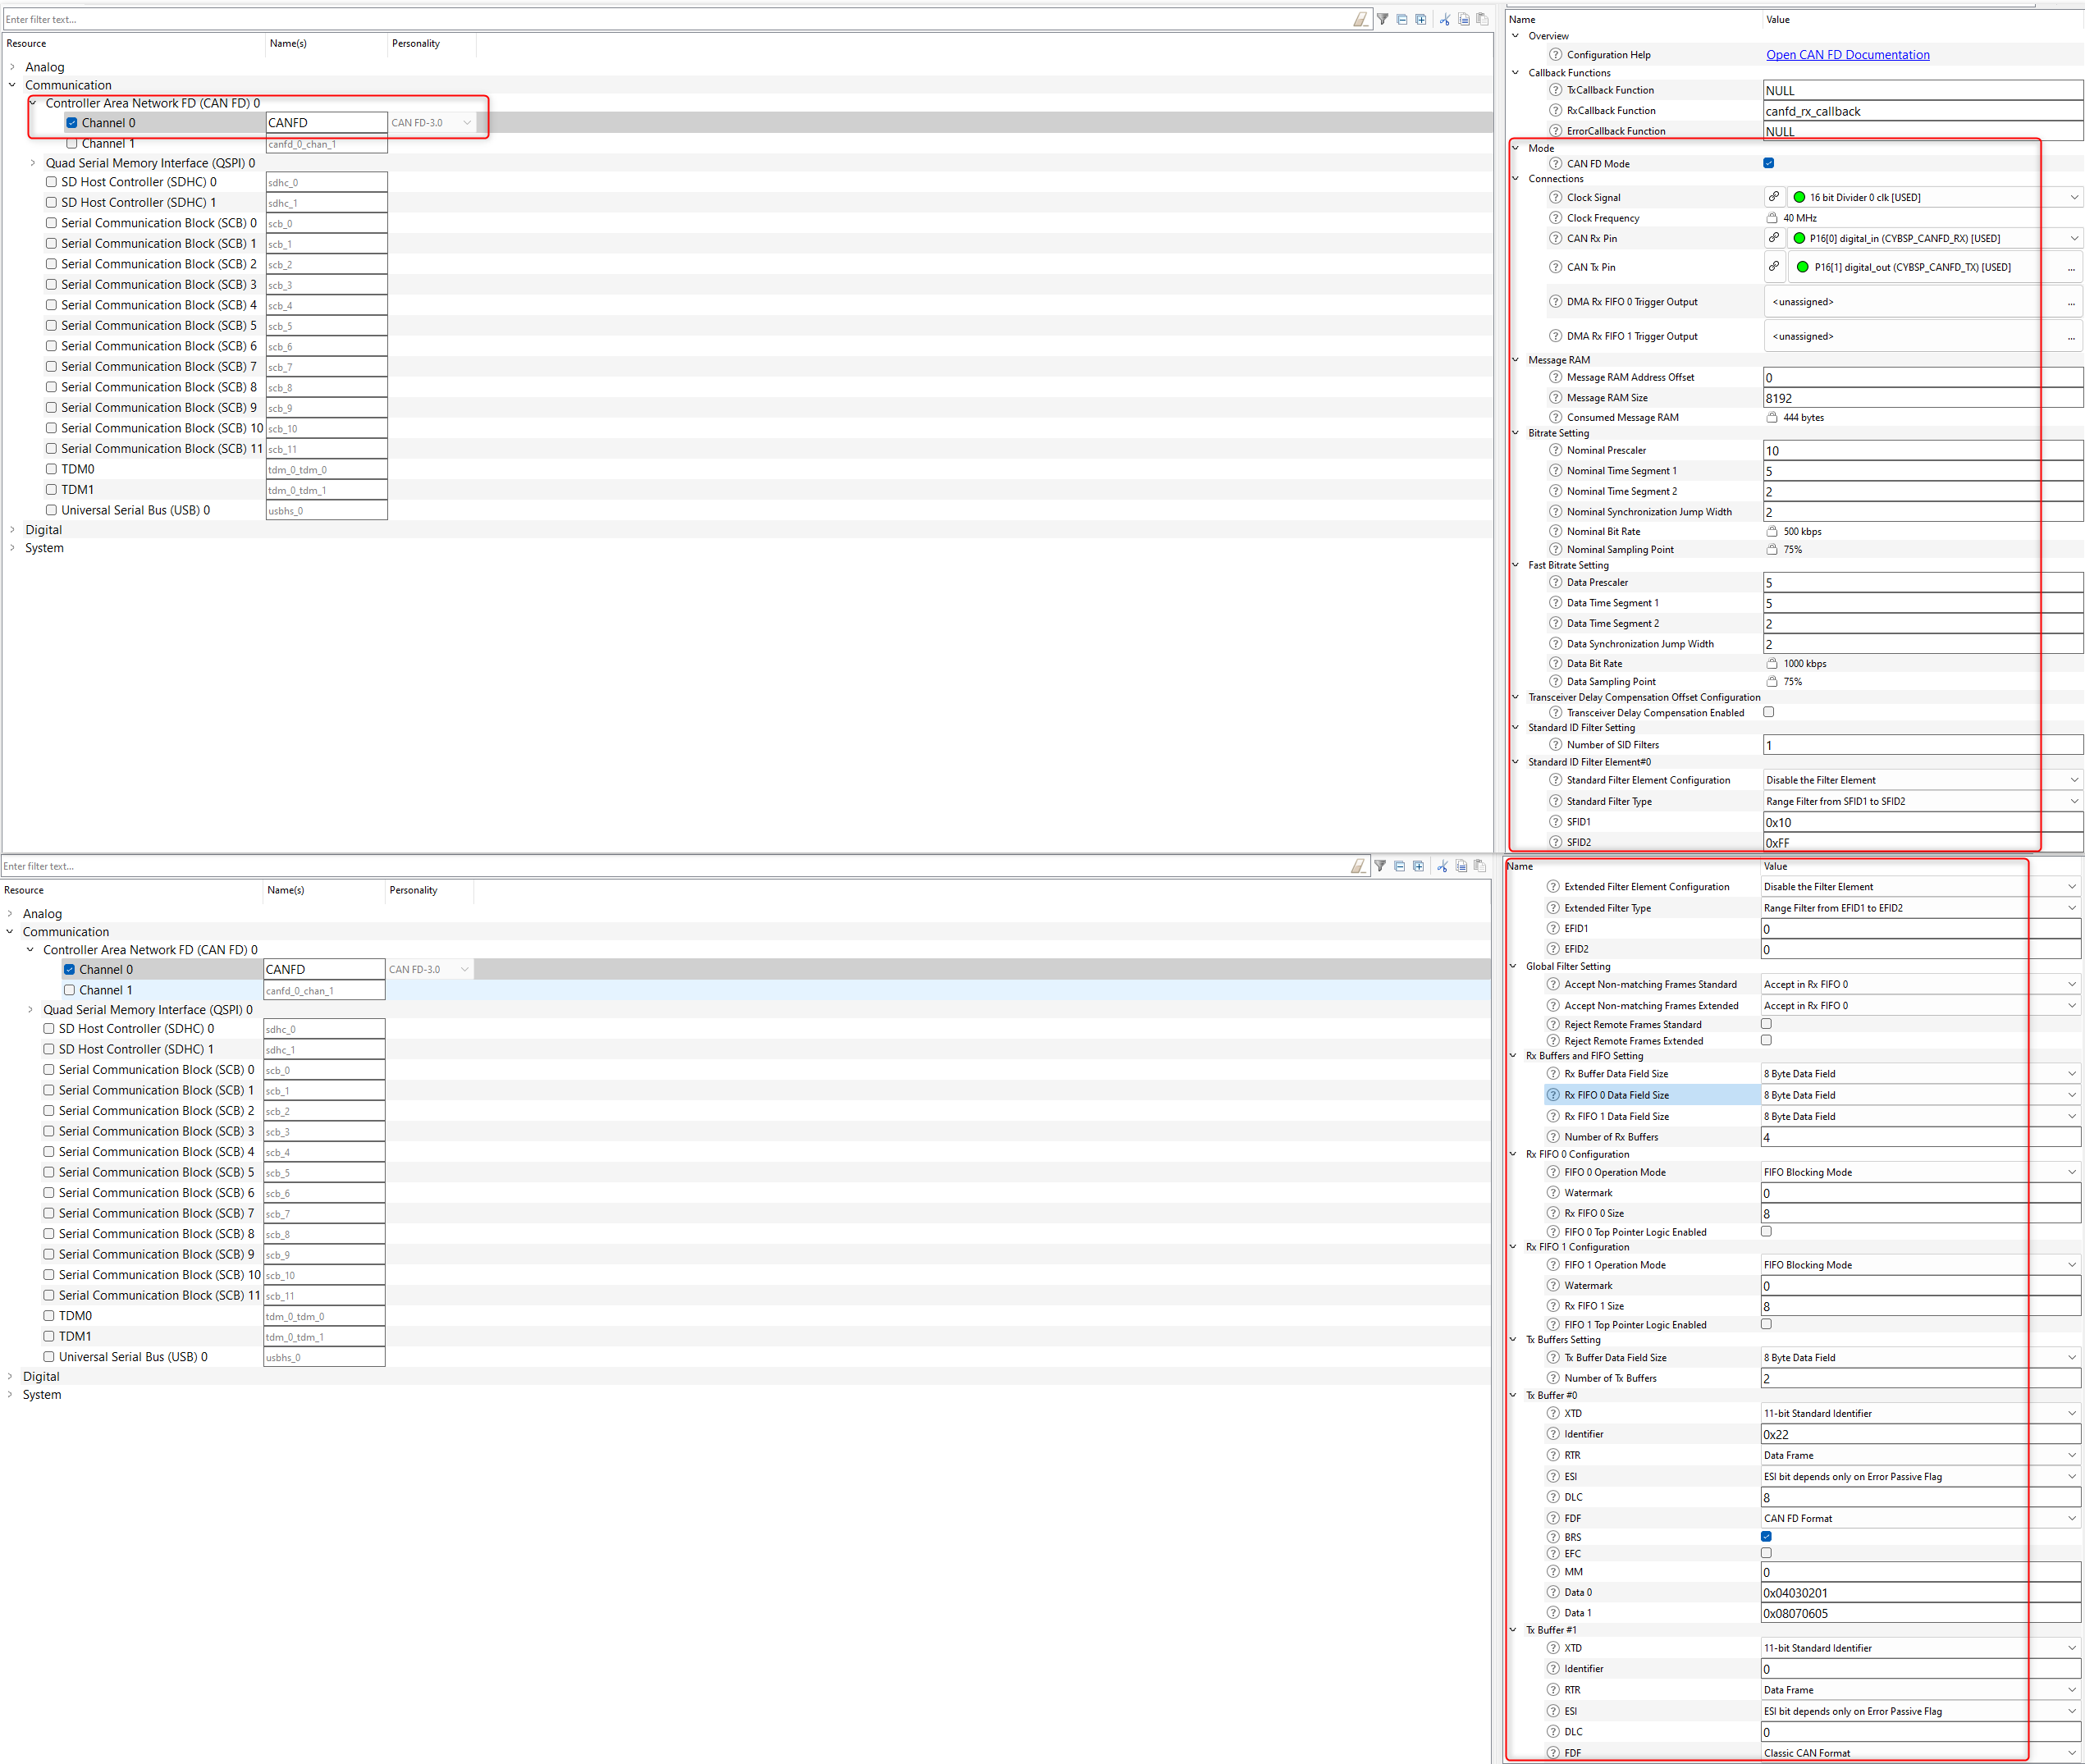 Enter filter text...
Resource Name(s) Personality
Analog
Communication
Controller Area Network FD (CAN FD) 0
Channel 0 CANFD CAN FD-3.0
Channel 1 canfd_0_chan_1
Quad Serial Memory Interface (QSPI) 0
SD Host Controller (SDHC) 0 sdhc_0
SD Host Controller (SDHC) 1 sdhc_1
Serial Communication Block (SCB) 0 scb_0
Serial Communication Block (SCB) 1 scb_1
Serial Communication Block (SCB) 2 scb_2
Serial Communication Block (SCB) 3 scb_3
Serial Communication Block (SCB) 4 scb_4
Serial Communication Block (SCB) 5 scb_5
Serial Communication Block (SCB) 6 scb_6
Serial Communication Block (SCB) 7 scb_7
Serial Communication Block (SCB) 8 scb_8
Serial Communication Block (SCB) 9 scb_9
Serial Communication Block (SCB) 10 scb_10
Serial Communication Block (SCB) 11 scb_11
TDM0 tdm_0_tdm_0
TDM1 tdm_0_tdm_1
Universal Serial Bus (USB) 0 usbhs_0
Digital
System
Name Value
Overview
Configuration Help Open CAN FD Documentation
Callback Functions
TxCallback Function NULL
RxCallback Function canfd_rx_callback
ErrorCallback Function NULL
Mode
CAN FD Mode
Connections
Clock Signal 16 bit Divider 0 clk [USED]
Clock Frequency 40 MHz
CAN Rx Pin P16[0] digital_in (CYBSP_CANFD_RX) [USED]
CAN Tx Pin P16[1] digital_out (CYBSP_CANFD_TX) [USED] ...
DMA Rx FIFO 0 Trigger Output <unassigned> ...
DMA Rx FIFO 1 Trigger Output <unassigned> ...
Message RAM
Message RAM Address Offset 0
Message RAM Size 8192
Consumed Message RAM 444 bytes
Bitrate Setting
Nominal Prescaler 10
Nominal Time Segment 1 5
Nominal Time Segment 2 2
Nominal Synchronization Jump Width 2
Nominal Bit Rate 500 kbps
Nominal Sampling Point 75%
Fast Bitrate Setting
Data Prescaler 5
Data Time Segment 1 5
Data Time Segment 2 2
Data Synchronization Jump Width 2
Data Bit Rate 1000 kbps
Data Sampling Point 75%
Transceiver Delay Compensation Offset Configuration
Transceiver Delay Compensation Enabled
Standard ID Filter Setting
Number of SID Filters 1
Standard ID Filter Element#0
Standard Filter Element Configuration Disable the Filter Element
Standard Filter Type Range Filter from SFID1 to SFID2
SFID1 0x10
SFID2 0xFF
Enter filter text...
Resource Name(s) Personality
Analog
Communication
Controller Area Network FD (CAN FD) 0
Channel 0 CANFD CAN FD-3.0
Channel 1 canfd_0_chan_1
Quad Serial Memory Interface (QSPI) 0
SD Host Controller (SDHC) 0 sdhc_0
SD Host Controller (SDHC) 1 sdhc_1
Serial Communication Block (SCB) 0 scb_0
Serial Communication Block (SCB) 1 scb_1
Serial Communication Block (SCB) 2 scb_2
Serial Communication Block (SCB) 3 scb_3
Serial Communication Block (SCB) 4 scb_4
Serial Communication Block (SCB) 5 scb_5
Serial Communication Block (SCB) 6 scb_6
Serial Communication Block (SCB) 7 scb_7
Serial Communication Block (SCB) 8 scb_8
Serial Communication Block (SCB) 9 scb_9
Serial Communication Block (SCB) 10 scb_10
Serial Communication Block (SCB) 11 scb_11
TDM0 tdm_0_tdm_0
TDM1 tdm_0_tdm_1
Universal Serial Bus (USB) 0 usbhs_0
Digital
System
Name Value
Extended Filter Element Configuration Disable the Filter Element
Extended Filter Type Range Filter from EFID1 to EFID2
EFID1 0
EFID2 0
Global Filter Setting
Accept Non-matching Frames Standard Accept in Rx FIFO 0
Accept Non-matching Frames Extended Accept in Rx FIFO 0
Reject Remote Frames Standard
Reject Remote Frames Extended
Rx Buffers and FIFO Setting
Rx Buffer Data Field Size 8 Byte Data Field
Rx FIFO 0 Data Field Size 8 Byte Data Field
Rx FIFO 1 Data Field Size 8 Byte Data Field
Number of Rx Buffers 4
Rx FIFO 0 Configuration
FIFO 0 Operation Mode FIFO Blocking Mode
Watermark 0
Rx FIFO 0 Size 8
FIFO 0 Top Pointer Logic Enabled
Rx FIFO 1 Configuration
FIFO 1 Operation Mode FIFO Blocking Mode
Watermark 0
Rx FIFO 1 Size 8
FIFO 1 Top Pointer Logic Enabled
Tx Buffers Setting
Tx Buffer Data Field Size 8 Byte Data Field
Number of Tx Buffers 2
Tx Buffer #0
XTD 11-bit Standard Identifier
Identifier 0x22
RTR Data Frame
ESI ESI bit depends only on Error Passive Flag
DLC 8
FDF CAN FD Format
BRS
EFC
MM 0
Data 0 0x04030201
Data 1 0x08070605
Tx Buffer #1
XTD 11-bit Standard Identifier
Identifier 0
RTR Data Frame
ESI ESI bit depends only on Error Passive Flag
DLC 0
FDF Classic CAN Format